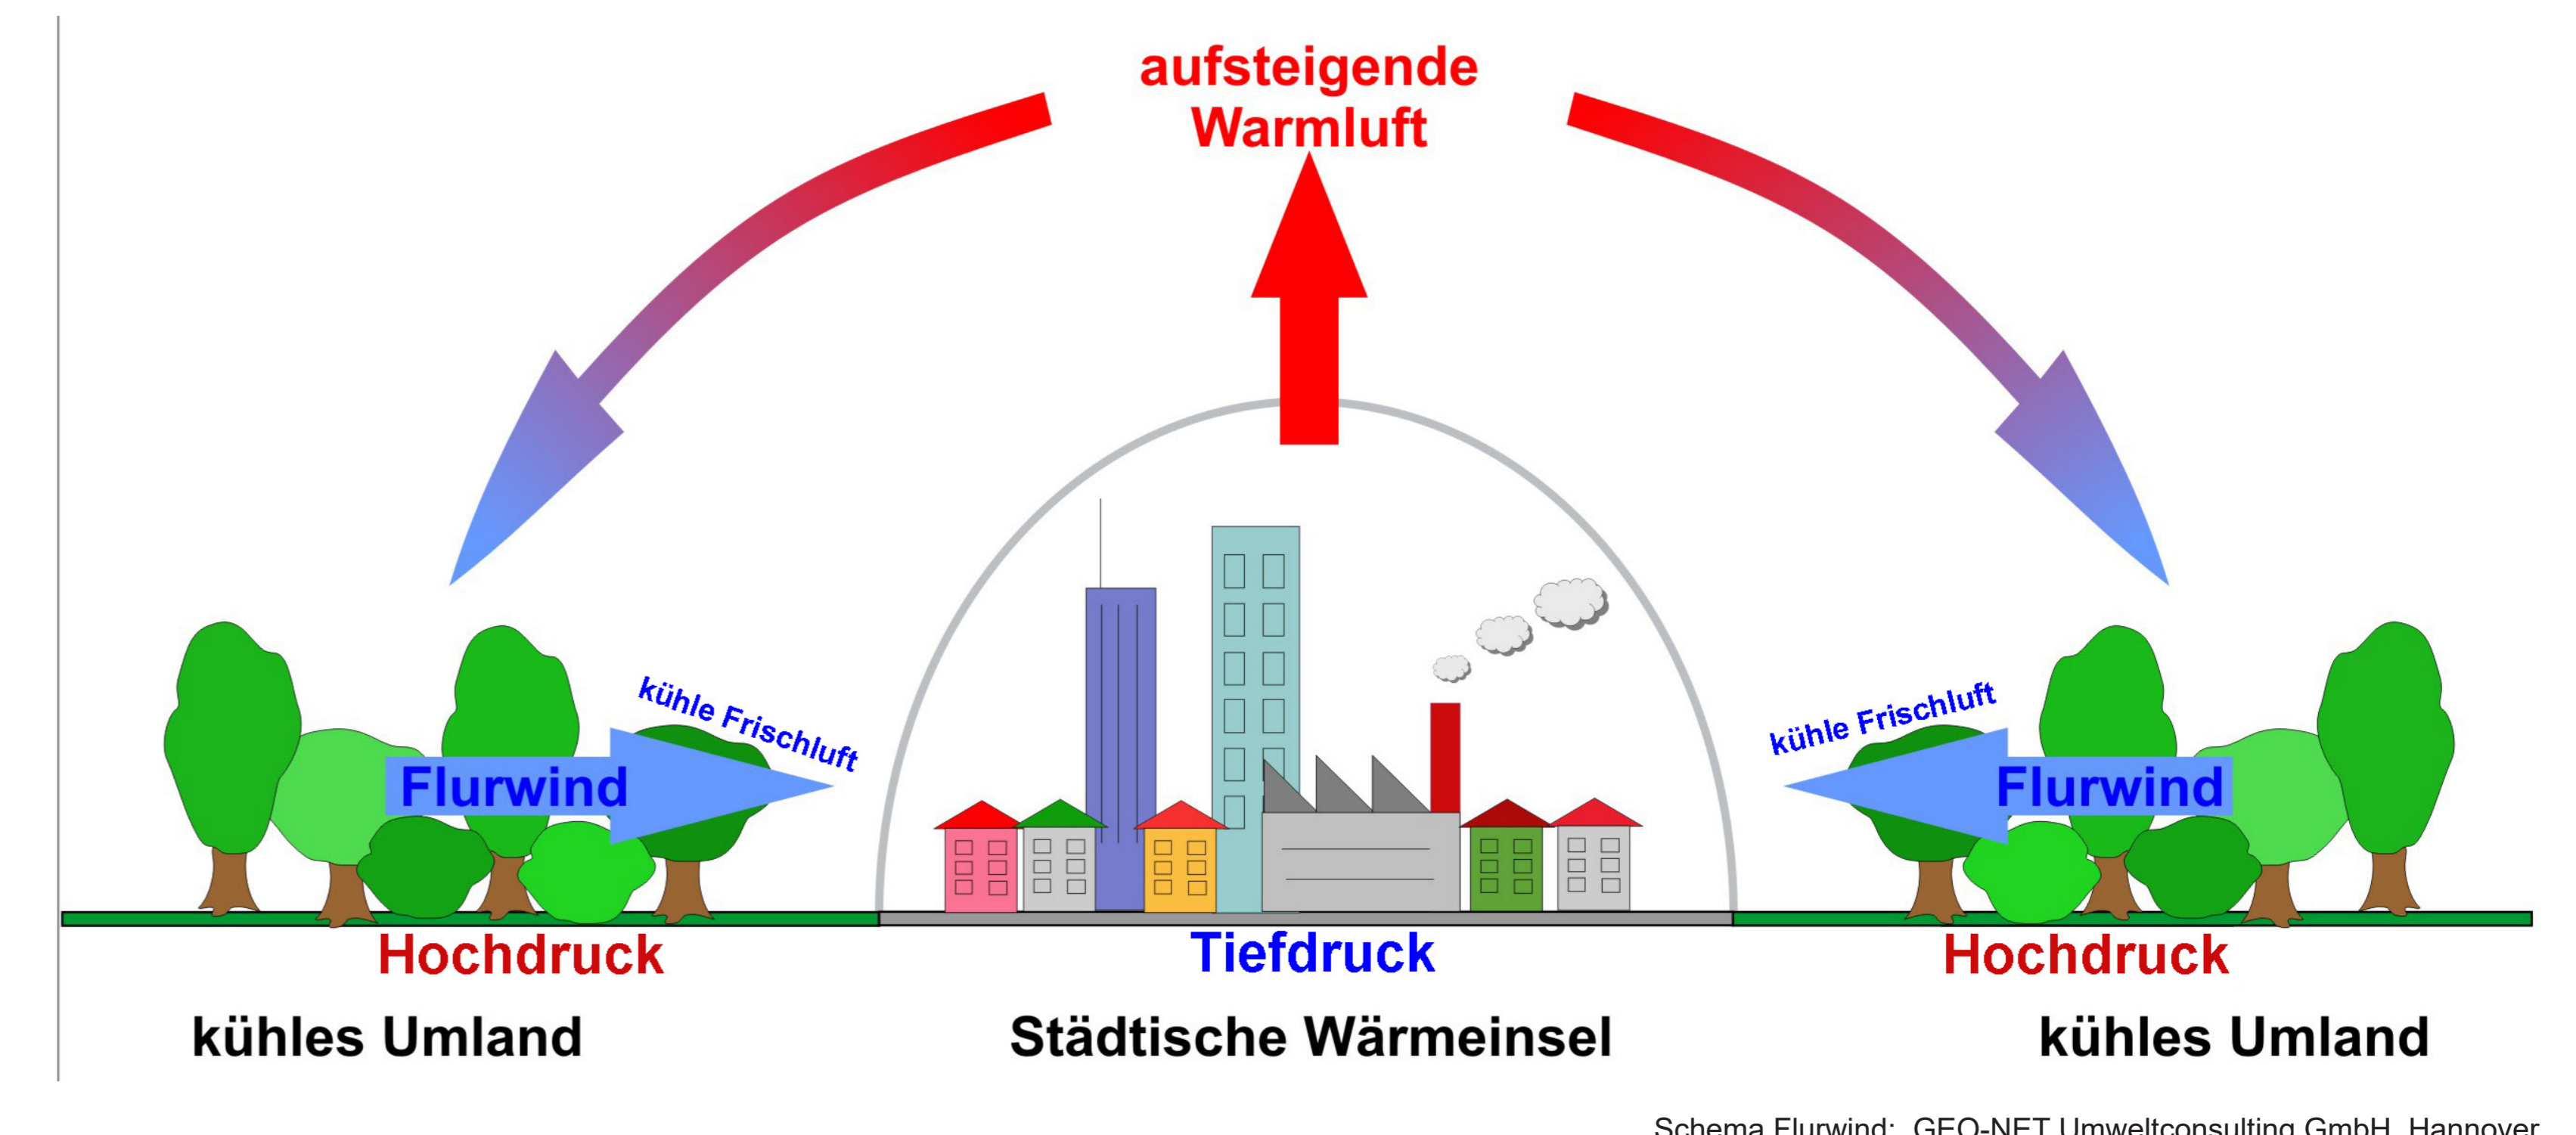 aufsteigende
Warmluft
kühle Frischluft
kühle Frischluft
Flurwind
Flurwind
Hochdruck
Tiefdruck
Hochdruck
kühles Umland
Städtische Wärmeinsel
kühles Umland
Schema Flurwind: GEO-NET Umweltconsulting GmbH, Hannover